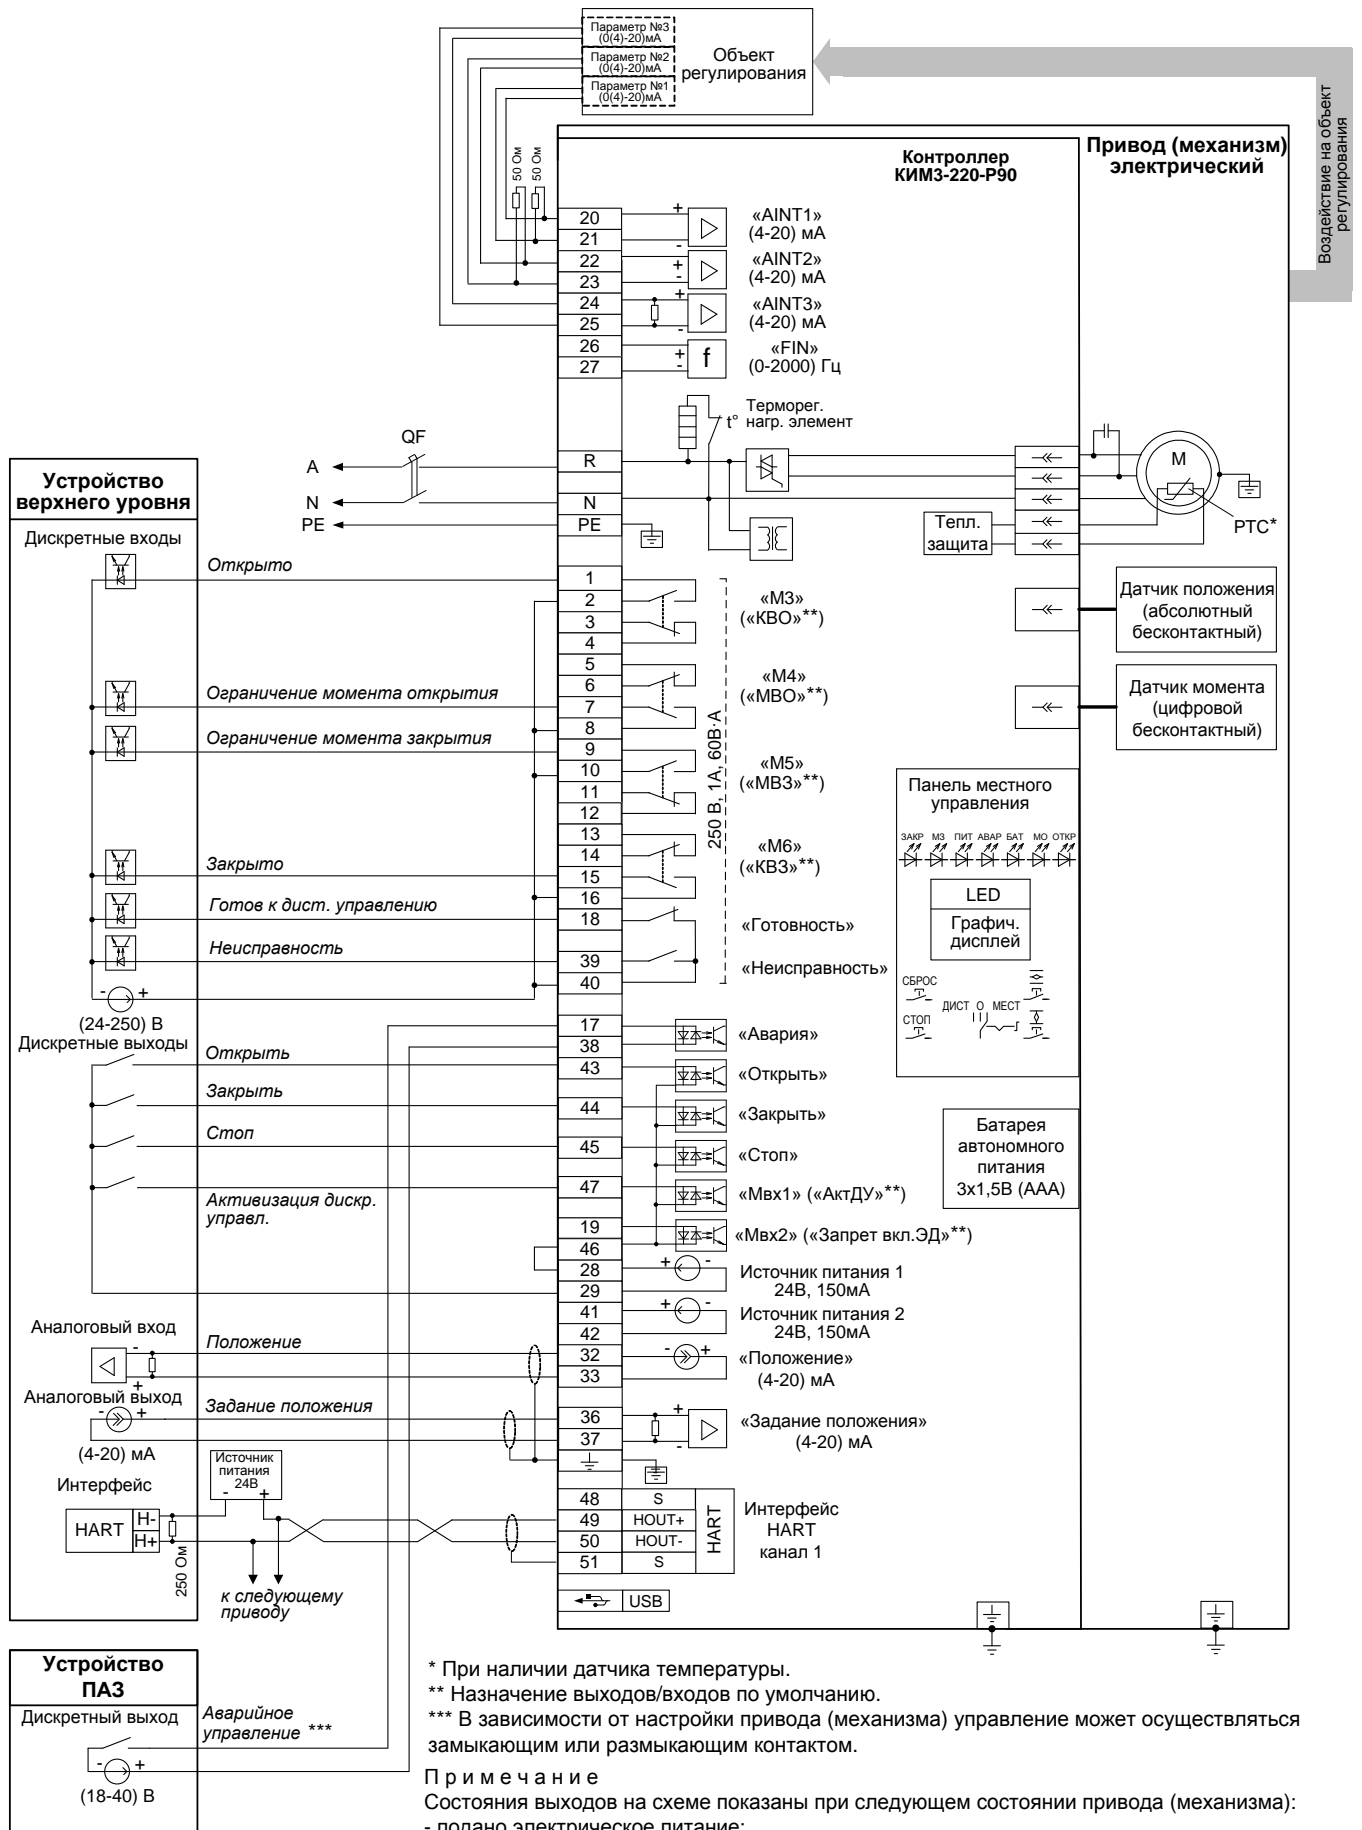 Параметр №3
(0(4)-20)мА
Параметр №2
(0(4)-20)мА
Параметр №1
(0(4)-20)мА
Объект
регулирования
Воздействие на объект
регулирования
Контроллер
КИМ3-220-Р90
Привод (механизм)
электрический
50 Ом
50 Ом
20
21
22
23
24
25
26
27
+
-
«AINT1»
(4-20) мА
+
-
«AINT2»
(4-20) мА
+
-
«AINT3»
(4-20) мА
+
-
f
«FIN»
(0-2000) Гц
t°
Терморег.
нагр. элемент
QF
A
N
PE
R
N
PE
M
PTC*
Тепл.
защита
Датчик положения
(абсолютный
бесконтактный)
Датчик момента
(цифровой
бесконтактный)
Устройство
верхнего уровня
Дискретные входы
Открыто
Ограничение момента открытия
Ограничение момента закрытия
Закрыто
Готов к дист. управлению
Неисправность
- +
(24-250) В
1
2
3
4
5
6
7
8
9
10
11
12
13
14
15
16
18
39
40
«М3»
(«КВО»**)
«М4»
(«МВО»**)
«М5»
(«МВЗ»**)
«М6»
(«КВЗ»**)
«Готовность»
«Неисправность»
250 В, 1А, 60В·А
Панель местного
управления
ЗАКР МЗ ПИТ АВАР БАТ МО ОТКР
LED
Графич.
дисплей
СБРОС
СТОП
ДИСТ О МЕСТ
Батарея
автономного
питания
3х1,5В (ААА)
Дискретные выходы
Открыть
Закрыть
Стоп
Активизация дискр.
управл.
17
38
43
44
45
47
19
46
28
29
41
42
32
33
36
37
«Авария»
«Открыть»
«Закрыть»
«Стоп»
«Мвх1» («АктДУ»**)
«Мвх2» («Запрет вкл.ЭД»**)
+ -
Источник питания 1
24В, 150мА
+ -
Источник питания 2
24В, 150мА
- +
«Положение»
(4-20) мА
+
-
«Задание положения»
(4-20) мА
Аналоговый вход
-
+
Положение
Аналоговый выход
- +
Задание положения
(4-20) мА
Интерфейс
HART
H-
H+
250 Ом
Источник
питания
24В
- +
к следующему
приводу
48
49
50
51
S
HOUT+
HOUT-
S
HART
Интерфейс
HART
канал 1
USB
Устройство
ПАЗ
Дискретный выход
Аварийное
управление ***
- +
(18-40) В
* При наличии датчика температуры.
** Назначение выходов/входов по умолчанию.
*** В зависимости от настройки привода (механизма) управление может осуществляться
замыкающим или размыкающим контактом.
П р и м е ч а н и е
Состояния выходов на схеме показаны при следующем состоянии привода (механизма):
- подано электрическое питание;